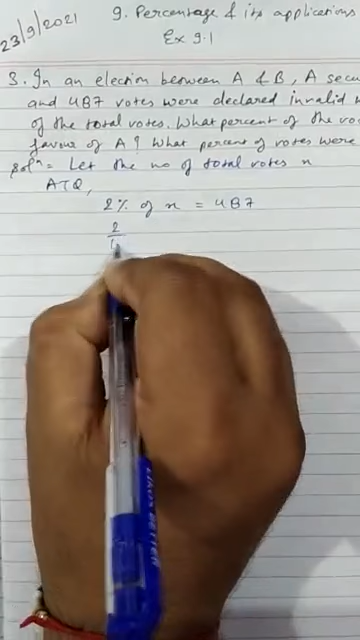 23/9/2021
9. Percentage & its applications
Ex 9.1
3. In an election between A & B, A
and 487 votes were declared invalid
of the total votes. What percent of the
favour of A? What percent of votes were
Solⁿ = Let the no of total votes x
ATQ,
2% of x = 487
2